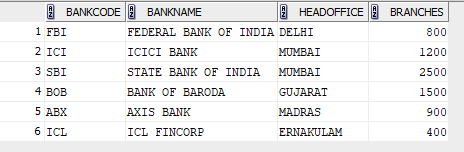 BANKCODE BANKNAME HEADOFFICE BRANCHES
1 FBI FEDERAL BANK OF INDIA DELHI 800
2 ICI ICICI BANK MUMBAI 1200
3 SBI STATE BANK OF INDIA MUMBAI 2500
4 BOB BANK OF BARODA GUJARAT 1500
5 ABX AXIS BANK MADRAS 900
6 ICL ICL FINCORP ERNAKULAM 400